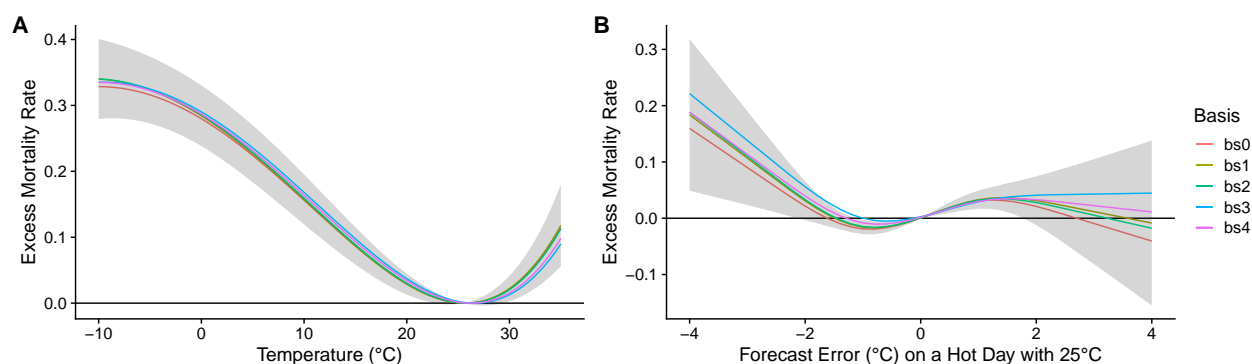 A
Excess Mortality Rate
0.4
0.3
0.2
0.1
0.0
−10
0
10
20
30
Temperature (°C)
B
Excess Mortality Rate
0.3
0.2
0.1
0.0
−0.1
−4
−2
0
2
4
Forecast Error (°C) on a Hot Day with 25°C
Basis
bs0
bs1
bs2
bs3
bs4